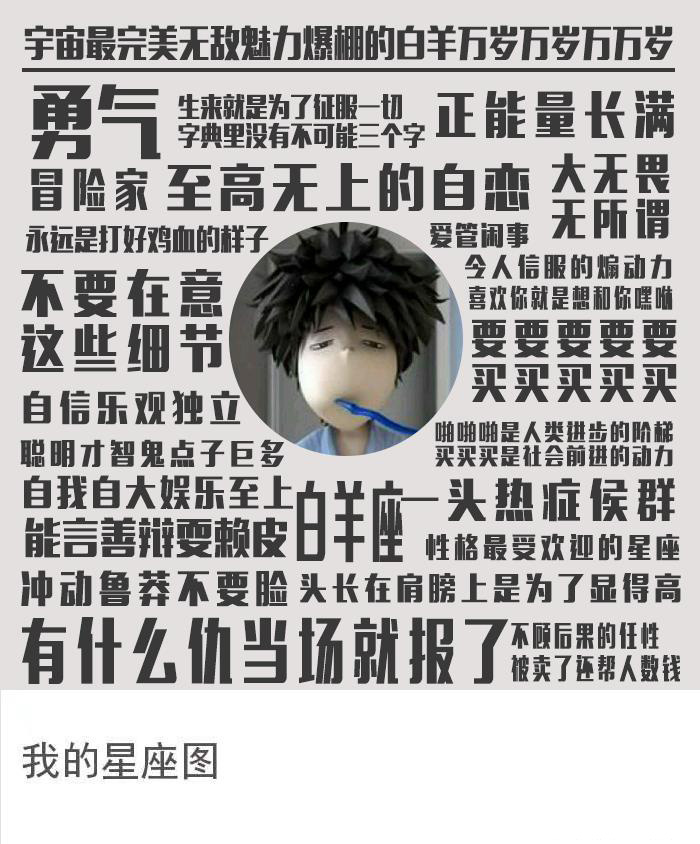 宇宙最完美无敌魅力爆棚的白羊万岁万岁万万岁
勇气
生来就是为了征服一切
字典里没有不可能三个字
正能量长满
冒险家
至高无上的自恋
大无畏
无所谓
永远是打好鸡血的样子
爱管闹事
不要在意
这些细节
令人信服的煽动力
喜欢你就是想和你嘿咻
要要要要要
买买买买买
自信乐观独立
聪明才智鬼点子巨多
啪啪啪是人类进步的阶梯
买买买是社会前进的动力
自我自大娱乐至上
能言善辩耍赖皮
白羊座
一头热症侯群
性格最受欢迎的星座
冲动鲁莽不要脸
头长在肩膀上是为了显得高
有什么仇当场就报了
不顾后果的任性
被卖了还帮人数钱
我的星座图